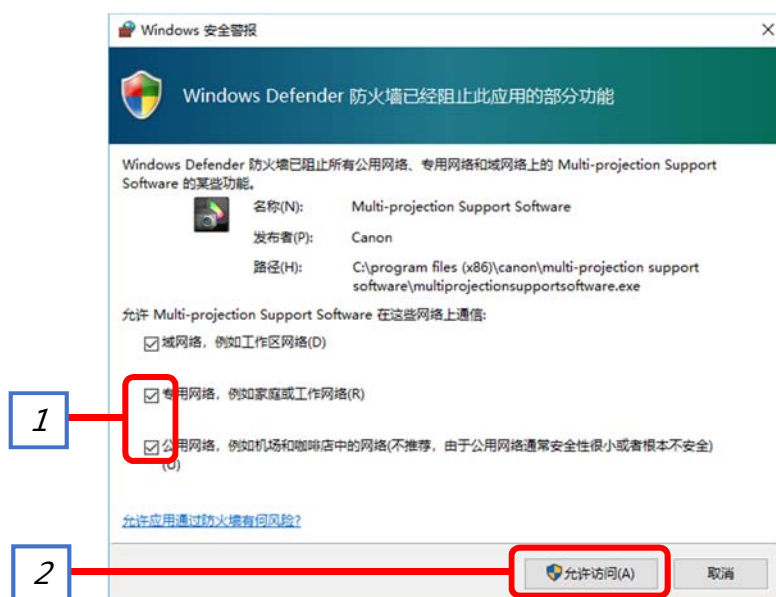 Windows 安全警报
Windows Defender 防火墙已经阻止此应用的部分功能
Windows Defender 防火墙已阻止所有公用网络、专用网络和域网络上的 Multi-projection Support
Software 的某些功能。
名称(N): Multi-projection Support Software
发布者(P): Canon
路径(H): C:\program files (x86)\canon\multi-projection support
software\multiprojectionsupportsoftware.exe
允许 Multi-projection Support Software 在这些网络上通信:
域网络，例如工作区网络(D)
专用网络，例如家庭或工作网络(R)
1
公用网络，例如机场和咖啡店中的网络(不推荐，由于公用网络通常安全性很小或者根本不安全)
(U)
允许应用通过防火墙有何风险?
2
允许访问(A) 取消